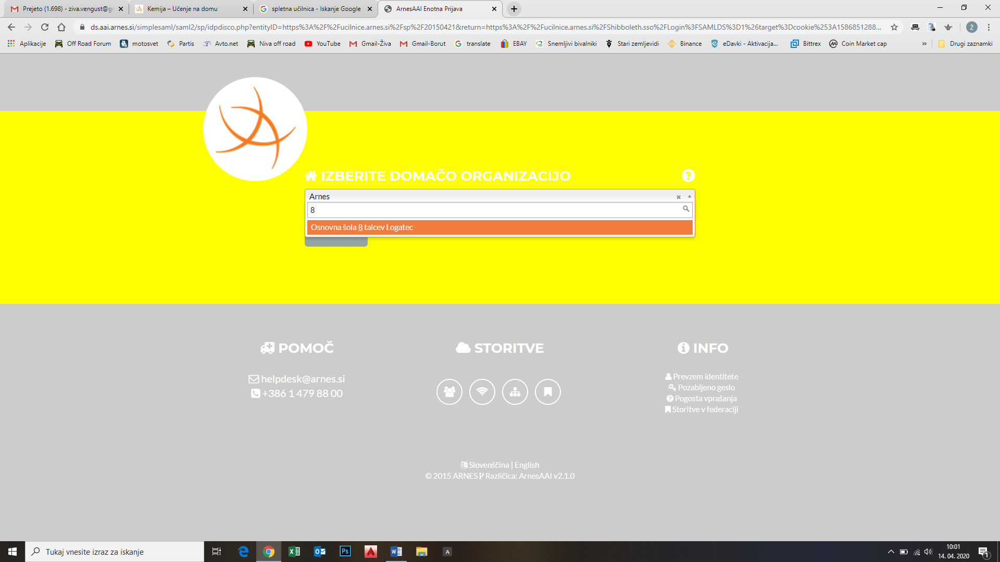 Prejeto (1.698) - ziva.vengust@gr
Kemija – Učenje na domu
spletna učilnica - Iskanje Google
ArnesAAI Enotna Prijava
ds.aai.arnes.si/simplesaml/saml2/sp/idpdisco.php?entityID=https%3A%2F%2Fucilnice.arnes.si%2Fsp%2F20150421&return=https%3A%2F%2Fucilnice.arnes.si%2FShibboleth.sso%2FLogin%3FSAMLDS%3D1%26target%3Dcookie%253A1586851288...
Ž
Aplikacije
Off Road Forum
motosvet
Partis
Avto.net
Niva off road
YouTube
Gmail-Živa
Gmail-Borut
translate
EBAY
Snemljivi bivalniki
Stari zemljevidi
Binance
eDavki - Aktivacija...
Bittrex
Coin Market cap
»
Drugi zaznamki
IZBERITE DOMAČO ORGANIZACIJO
Arnes
8
Osnovna šola 8 talcev Logatec
POMOČ
helpdesk@arnes.si
+386 1 479 88 00
STORITVE
INFO
Prevzem identitete
Pozabljeno geslo
Pogosta vprašanja
Storitve v federaciji
Slovenščina | English
© 2015 ARNES Različica: ArnesAAI v2.1.0
Tukaj vnesite izraz za iskanje
10:01
14. 04. 2020
1